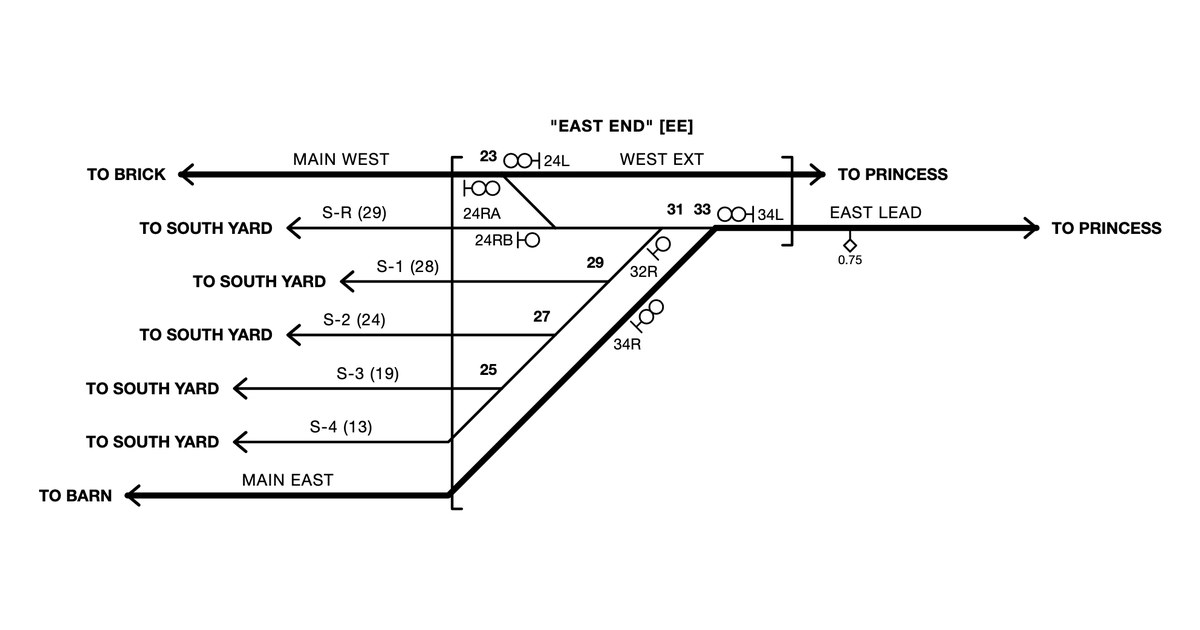 "EAST END" [EE]
MAIN WEST
23
24L
WEST EXT
TO BRICK
TO PRINCESS
24RA
S-R (29)
31
33
34L
EAST LEAD
TO SOUTH YARD
TO PRINCESS
24RB
0.75
S-1 (28)
29
32R
TO SOUTH YARD
S-2 (24)
27
TO SOUTH YARD
34R
S-3 (19)
25
TO SOUTH YARD
S-4 (13)
TO SOUTH YARD
MAIN EAST
TO BARN